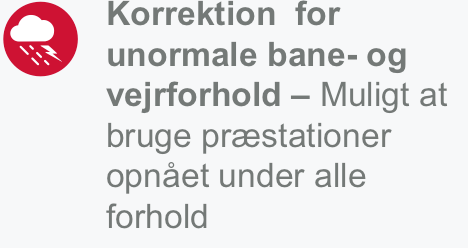 Korrektion  for
unormale bane- og
vejrforhold – Muligt at
bruge præstationer
opnået under alle
forhold